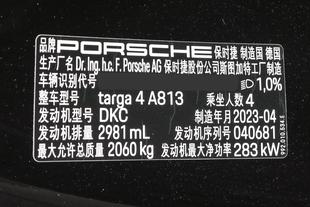 品牌 PORSCHE 保时捷 制造国 德国
生产厂名 Dr. Ing. h.c. F. Porsche AG 保时捷股份公司斯图加特工厂制造
车辆识别代号 1,0%
整车型号 targa 4 A813 乘坐人数 4
发动机型号 DKC 制造年月 2023-04
发动机排量 2981 mL 发动机序列号 040681
最大允许总质量 2060 kg 发动机最大净功率 283 kW
992.010.534.E